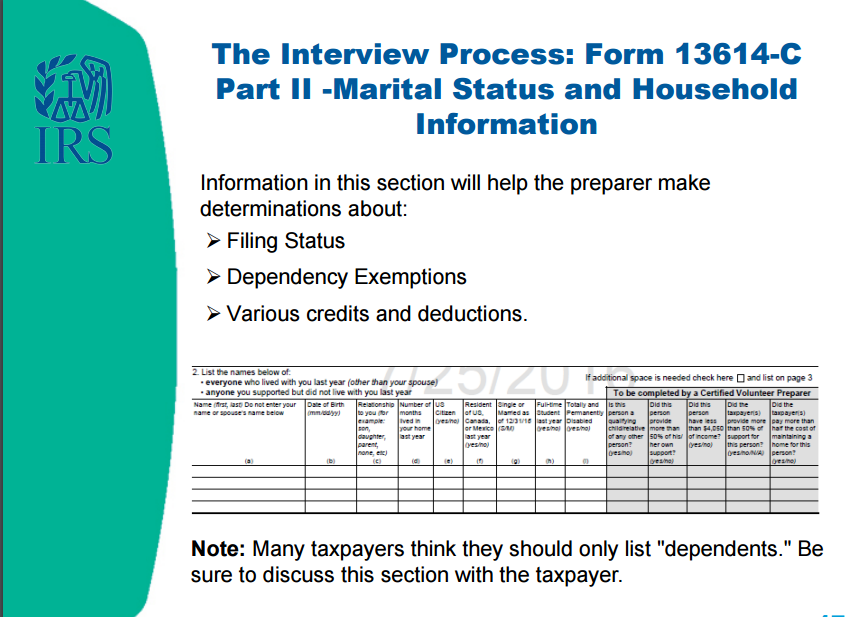 The Interview Process: Form 13614-C
Part II -Marital Status and Household
Information
IRS
Information in this section will help the preparer make
determinations about:
➢ Filing Status
➢ Dependency Exemptions
➢ Various credits and deductions.
7/25/2016
2. List the names below of:
• everyone who lived with you last year (other than your spouse)
• anyone you supported but did not live with you last year
If additional space is needed check here □ and list on page 3
To be completed by a Certified Volunteer Preparer
Name (first, last) Do not enter your
name or spouse's name below
(a)
Date of Birth
(mm/dd/yy)
(b)
Relationship
to you (for
example:
son,
daughter,
parent,
none, etc)
(c)
Number of
months
lived in
your home
last year
(d)
US
Citizen
(yes/no)
(e)
Resident
of US,
Canada,
or Mexico
last year
(yes/no)
(f)
Single or
Married as
of 12/31/16
(S/M)
(g)
Full-time
Student
last year
(yes/no)
(h)
Totally and
Permanently
Disabled
(yes/no)
(i)
Is this
person a
qualifying
child/relative
of any other
person?
(yes/no)
Did this
person
provide
more than
50% of his/
her own
support?
(yes/no)
Did this
person
have less
than $4,050
of income?
(yes/no)
Did the
taxpayer(s)
provide more
than 50% of
support for
this person?
(yes/no/N/A)
Did the
taxpayer(s)
pay more than
half the cost of
maintaining a
home for this
person?
(yes/no)
Note: Many taxpayers think they should only list "dependents." Be
sure to discuss this section with the taxpayer.